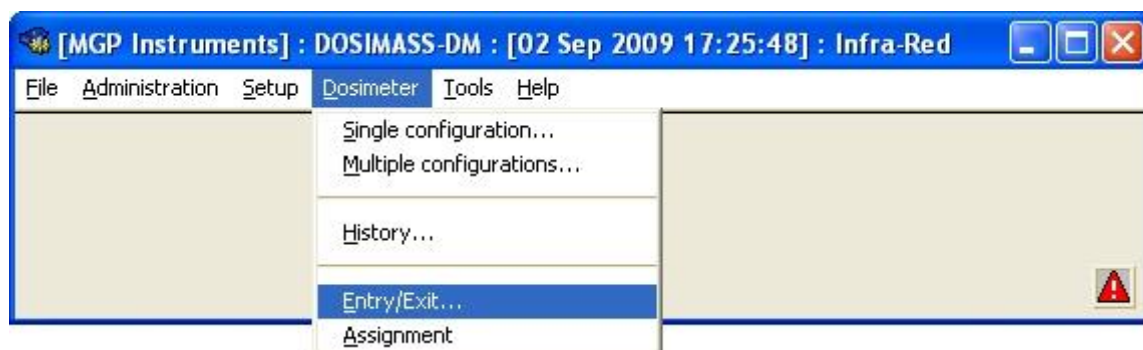 [MGP Instruments] : DOSIMASS-DM : [02 Sep 2009 17:25:48] : Infra-Red
File Administration Setup Dosimeter Tools Help
Single configuration...
Multiple configurations...
History...
Entry/Exit...
Assignment